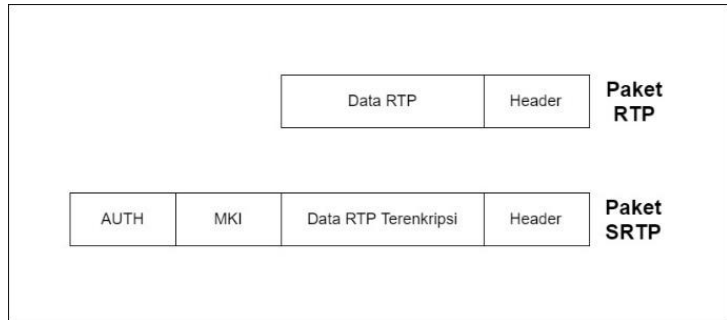 Data RTP
Header
Paket
RTP
AUTH
MKI
Data RTP Terenkripsi
Header
Paket
SRTP